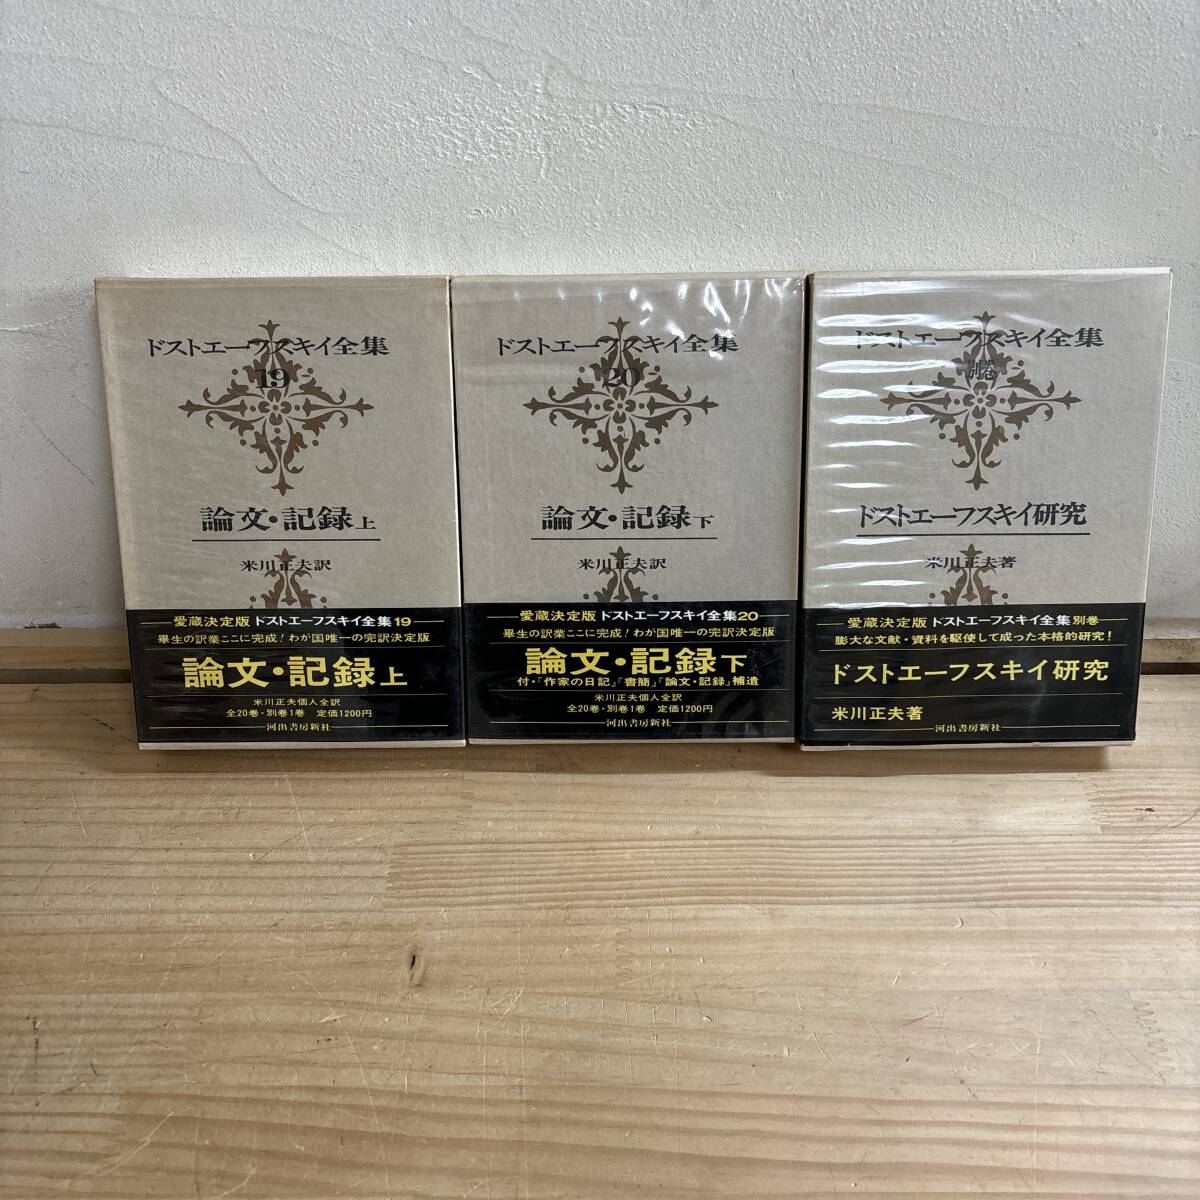 ドストエーフスキイ全集
19
論文・記録上
米川正夫訳
愛蔵決定版 ドストエーフスキイ全集19
畢生の訳業ここに完成!わが国唯一の完訳決定版
論文・記録上
米川正夫個人全訳
全20巻・別巻1巻 定価1200円
河出書房新社
ドストエーフスキイ全集
20
論文・記録下
米川正夫訳
愛蔵決定版 ドストエーフスキイ全集20
畢生の訳業ここに完成!わが国唯一の完訳決定版
論文・記録下
付・『作家の日記』『書簡』『論文・記録』補遺
米川正夫個人全訳
全20巻・別巻1巻 定価1200円
河出書房新社
ドストエーフスキイ全集
別巻
ドストエーフスキイ研究
米川正夫著
愛蔵決定版 ドストエーフスキイ全集別巻
膨大な文献・資料を駆使して成った本格的研究!
ドストエーフスキイ研究
米川正夫著
河出書房新社